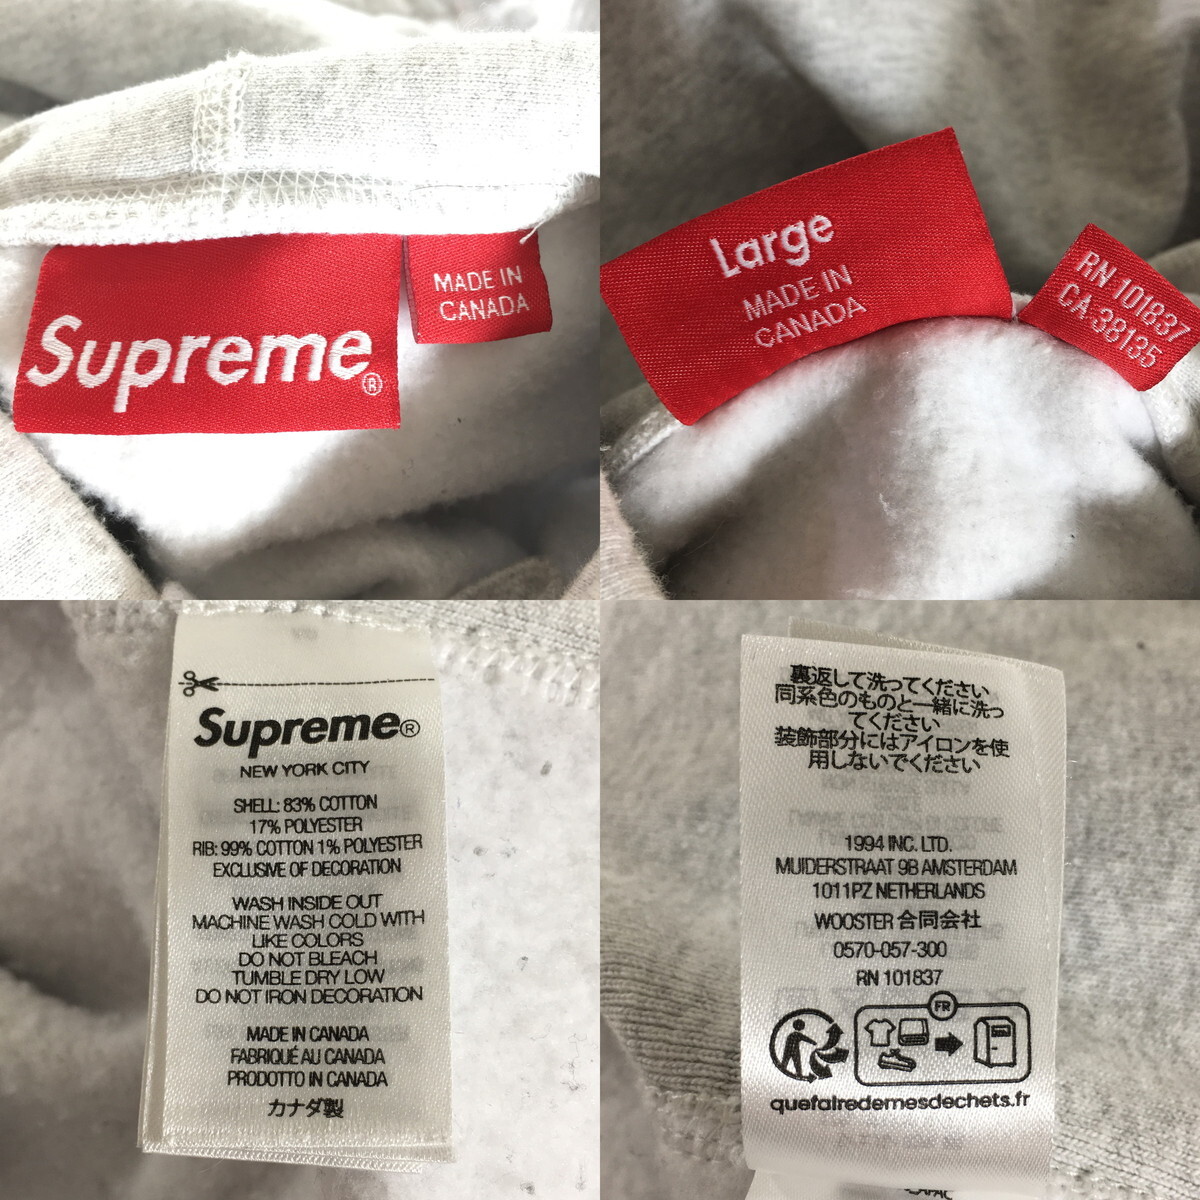 Supreme®
MADE IN
CANADA
Large
MADE IN
CANADA
RN 101837
CA 38135
Supreme®
NEW YORK CITY
SHELL: 83% COTTON
17% POLYESTER
RIB: 99% COTTON 1% POLYESTER
EXCLUSIVE OF DECORATION
WASH INSIDE OUT
MACHINE WASH COLD WITH
LIKE COLORS
DO NOT BLEACH
TUMBLE DRY LOW
DO NOT IRON DECORATION
MADE IN CANADA
FABRIQUÉ AU CANADA
PRODOTTO IN CANADA
カナダ製
裏返して洗ってください
同系色のものと一緒に洗っ
てください
装飾部分にはアイロンを使
用しないでください
1994 INC. LTD.
MUIDERSTRAAT 9B AMSTERDAM
1011PZ NETHERLANDS
WOOSTER 合同会社
0570-057-300
RN 101837
FR
quefairedemesdechets.fr